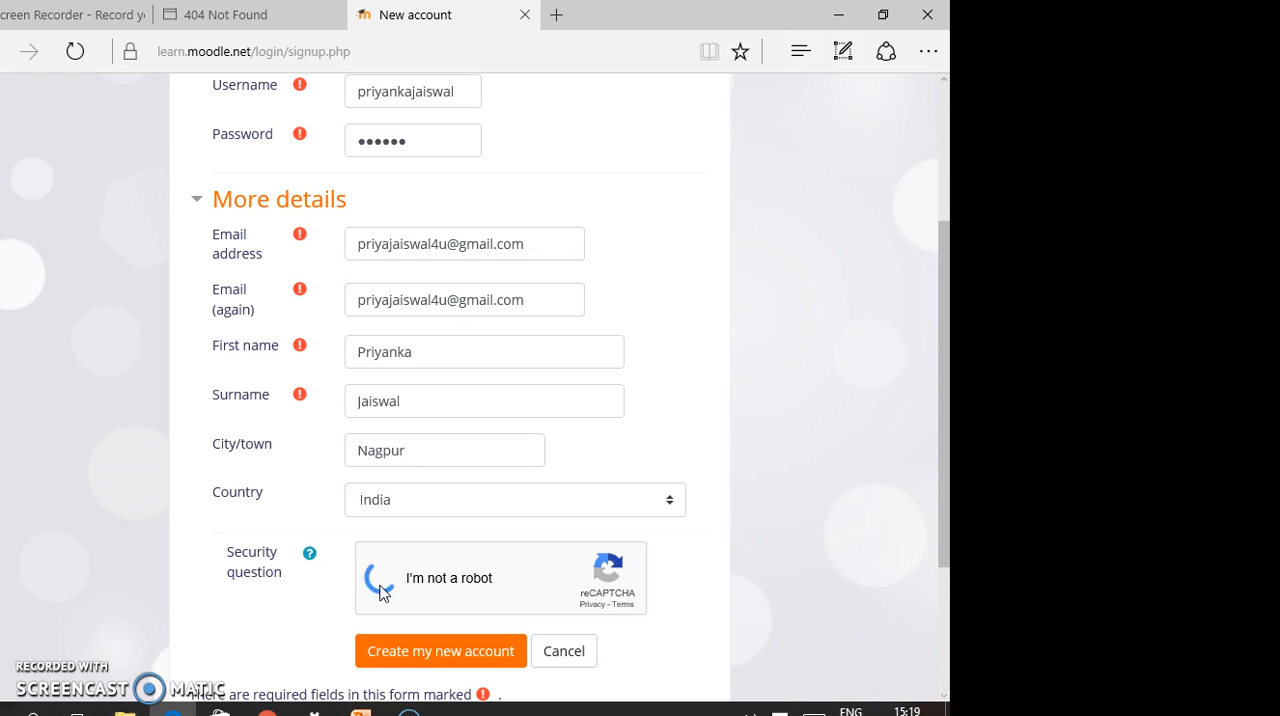 creen Recorder - Record yo
404 Not Found
New account
learn.moodle.net/login/signup.php
Username
priyankajaiswal
Password
••••••
More details
Email address
priyajaiswal4u@gmail.com
Email (again)
priyajaiswal4u@gmail.com
First name
Priyanka
Surname
Jaiswal
City/town
Nagpur
Country
India
Security question
I'm not a robot
reCAPTCHA
Privacy - Terms
Create my new account
Cancel
RECORDED WITH
SCREENCAST MATIC
here are required fields in this form marked .
ENG
15:19